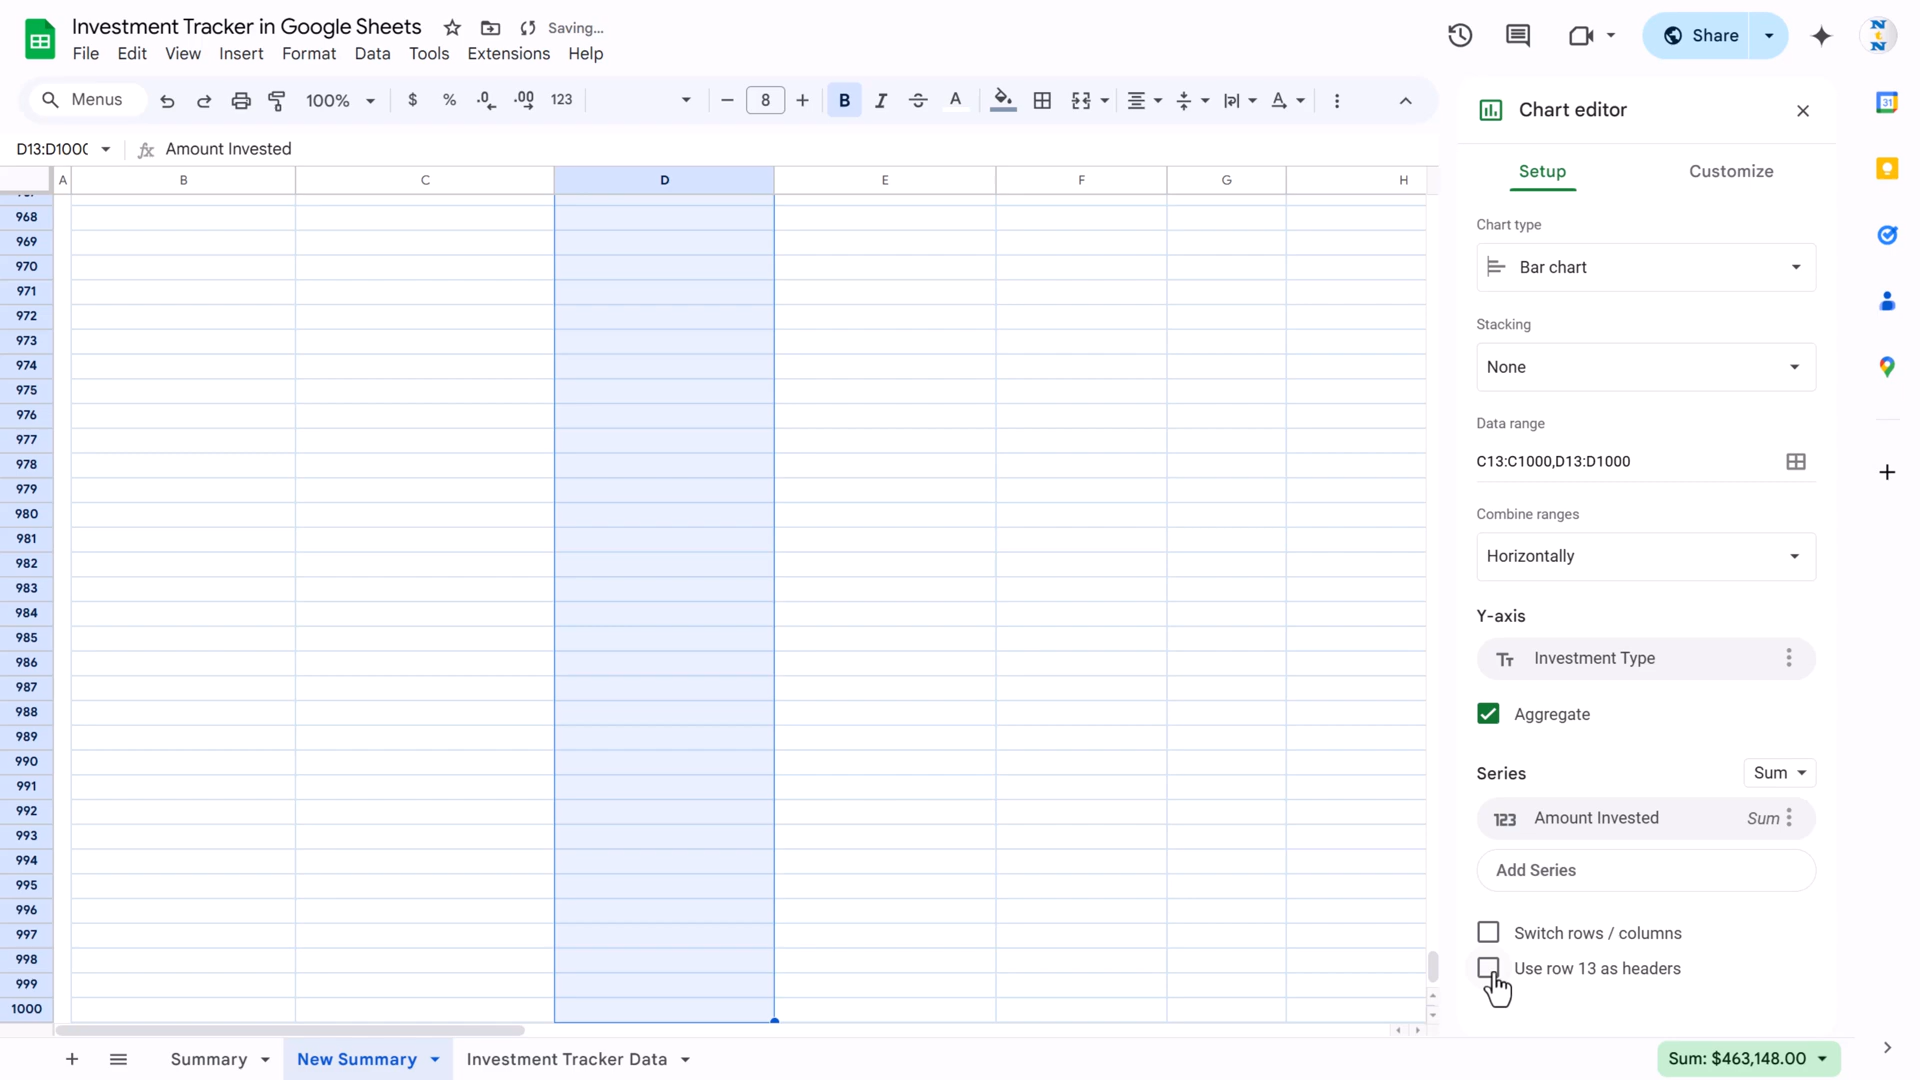 Investment Tracker in Google Sheets Saving...
File Edit View Insert Format Data Tools Extensions Help
Share
Menus 100% $ % .0 .00 123 8 B I A
D13:D1000 fx Amount Invested
A B C D E F G H
968
969
970
971
972
973
974
975
976
977
978
979
980
981
982
983
984
985
986
987
988
989
990
991
992
993
994
995
996
997
998
999
1000
Chart editor
Setup Customize
Chart type
Bar chart
Stacking
None
Data range
C13:C1000,D13:D1000
Combine ranges
Horizontally
Y-axis
Tт Investment Type
Aggregate
Series Sum
123 Amount Invested Sum
Add Series
Switch rows / columns
Use row 13 as headers
31
NtN
Summary New Summary Investment Tracker Data Sum: $463,148.00